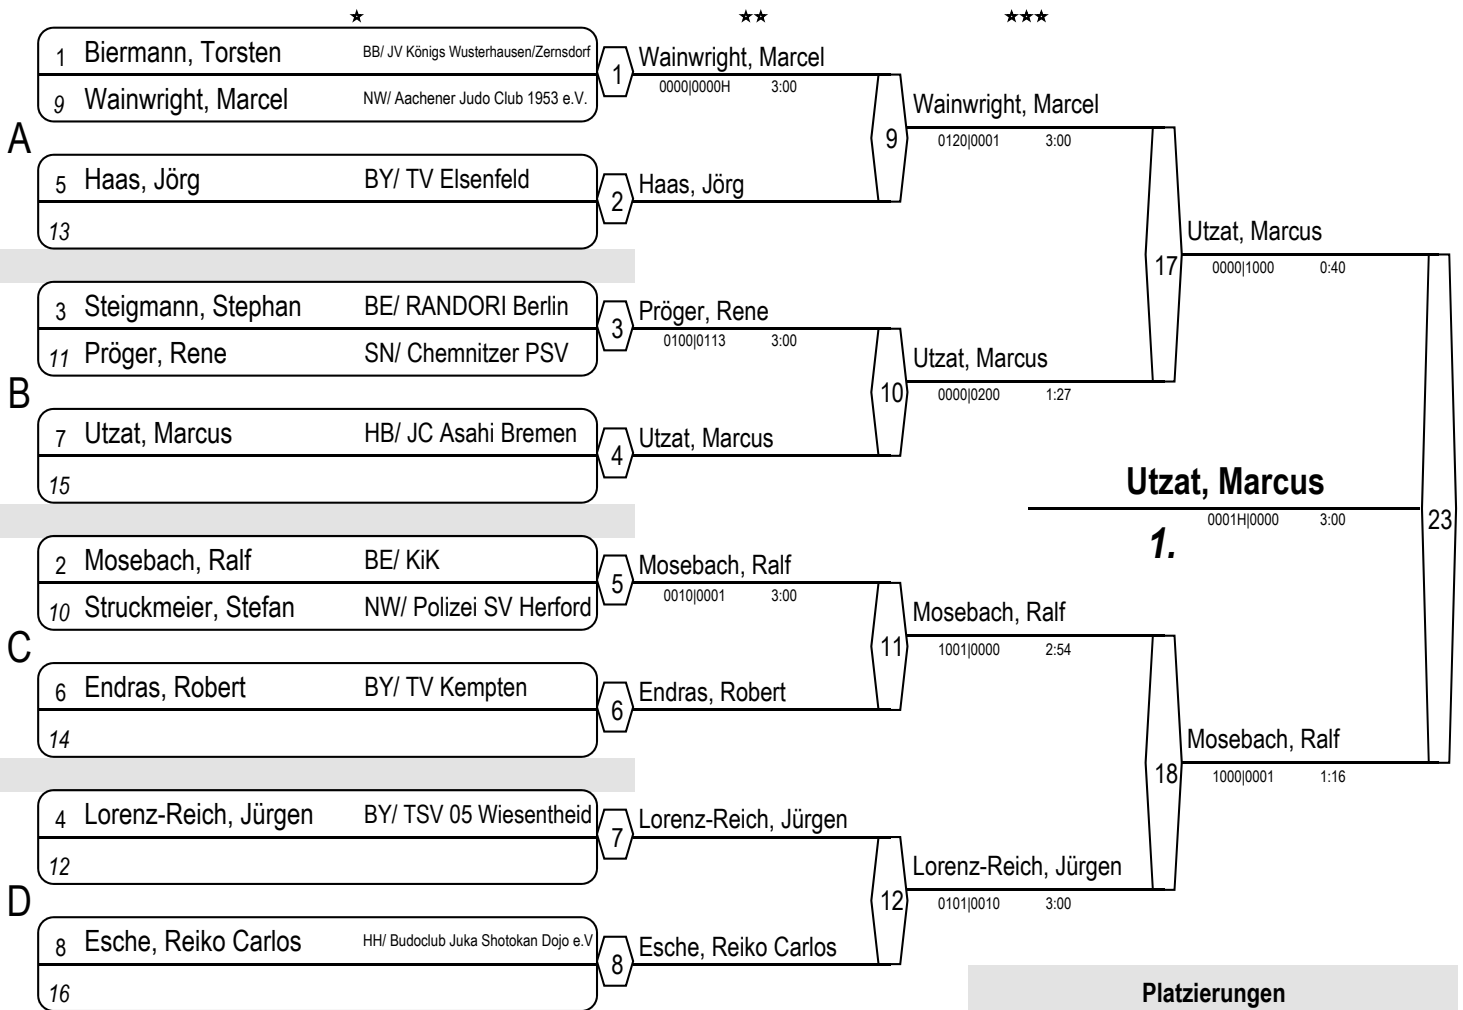 ★ ★★ ★★★
1 Biermann, Torsten BB/ JV Königs Wusterhausen/Zernsdorf
9 Wainwright, Marcel NW/ Aachener Judo Club 1953 e.V.
1 Wainwright, Marcel
0000|0000H 3:00
A
5 Haas, Jörg BY/ TV Elsenfeld
13
2 Haas, Jörg
9 Wainwright, Marcel
0120|0001 3:00
3 Steigmann, Stephan BE/ RANDORI Berlin
11 Pröger, Rene SN/ Chemnitzer PSV
3 Pröger, Rene
0100|0113 3:00
B
7 Utzat, Marcus HB/ JC Asahi Bremen
15
4 Utzat, Marcus
10 Utzat, Marcus
0000|0200 1:27
17 Utzat, Marcus
0000|1000 0:40
2 Mosebach, Ralf BE/ KiK
10 Struckmeier, Stefan NW/ Polizei SV Herford
5 Mosebach, Ralf
0010|0001 3:00
C
6 Endras, Robert BY/ TV Kempten
14
6 Endras, Robert
11 Mosebach, Ralf
1001|0000 2:54
4 Lorenz-Reich, Jürgen BY/ TSV 05 Wiesentheid
12
7 Lorenz-Reich, Jürgen
D
8 Esche, Reiko Carlos HH/ Budoclub Juka Shotokan Dojo e.V
16
8 Esche, Reiko Carlos
12 Lorenz-Reich, Jürgen
0101|0010 3:00
18 Mosebach, Ralf
1000|0001 1:16
23 Utzat, Marcus
0001H|0000 3:00
1.
Platzierungen